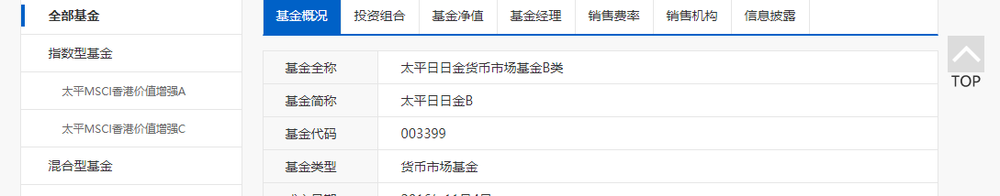 全部基金
指数型基金
太平MSCI香港价值增强A
太平MSCI香港价值增强C
混合型基金
基金概况 投资组合 基金净值 基金经理 销售费率 销售机构 信息披露
基金全称 太平日日金货币市场基金B类
基金简称 太平日日金B
基金代码 003399
基金类型 货币市场基金
TOP